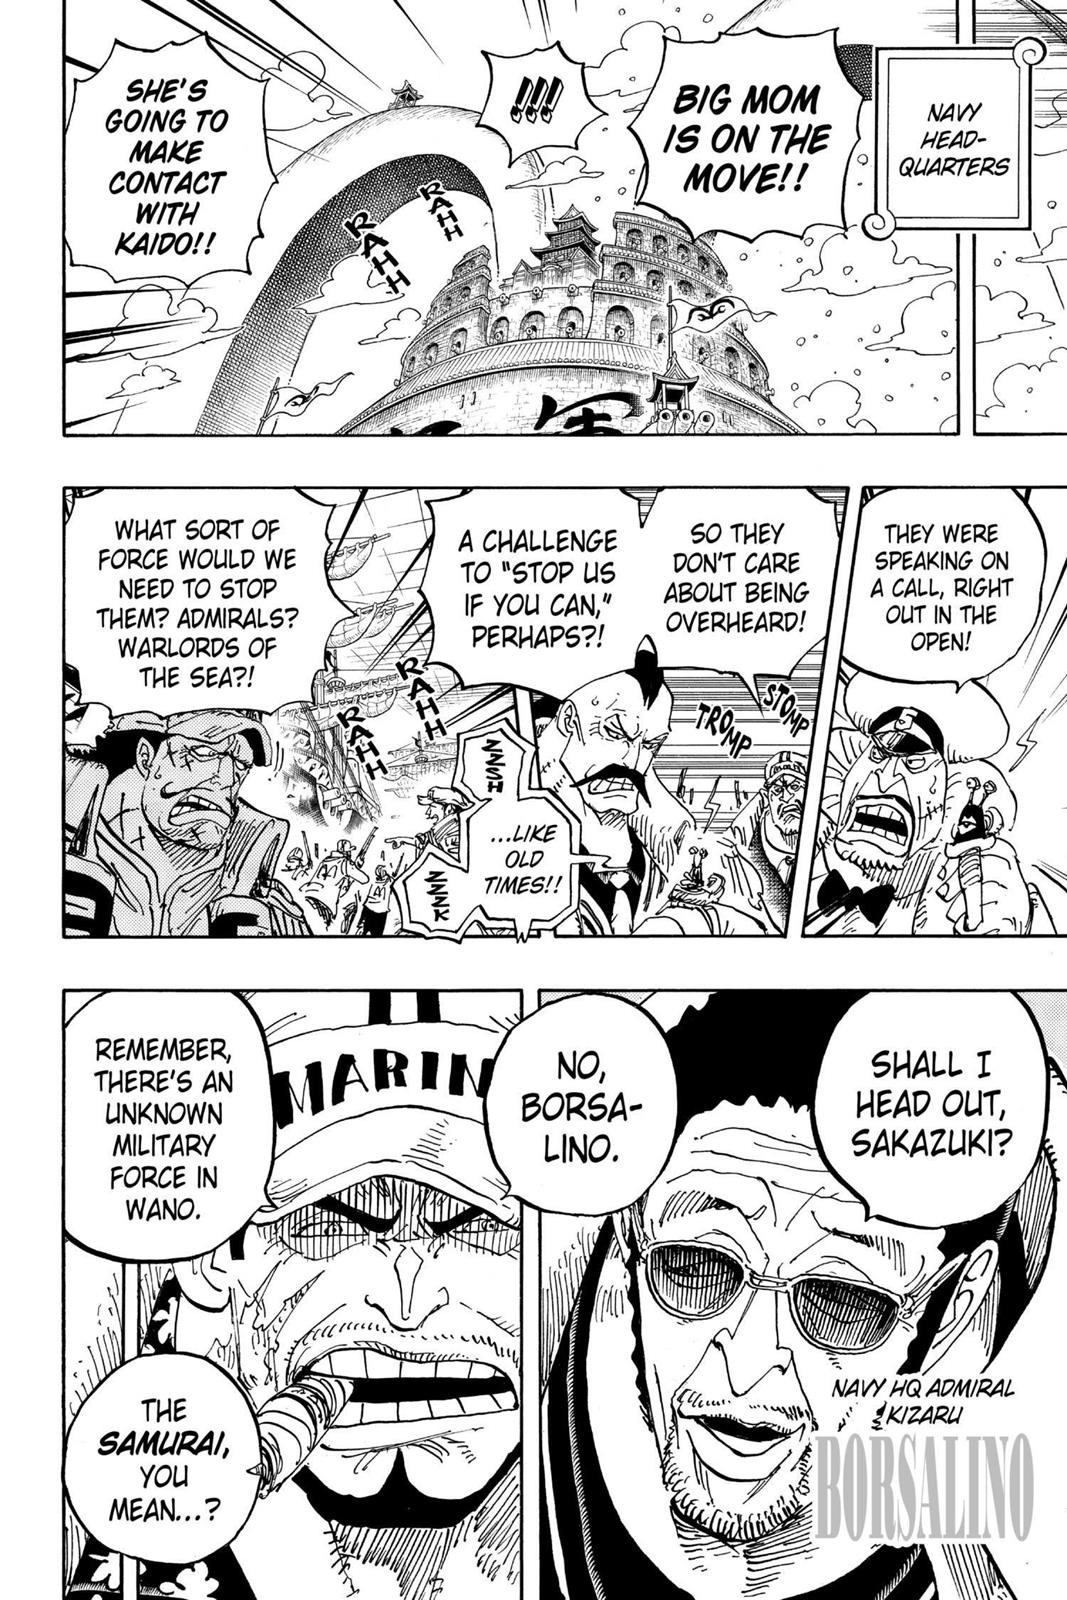 NAVY
HEAD-
QUARTERS
BIG MOM
IS ON THE
MOVE!!
!!!
SHE'S
GOING TO
MAKE
CONTACT
WITH
KAIDO!!
RAHH
RAHH
THEY WERE
SPEAKING ON
A CALL, RIGHT
OUT IN THE
OPEN!
SO THEY
DON'T CARE
ABOUT BEING
OVERHEARD!
STOMP
TROMP
A CHALLENGE
TO "STOP US
IF YOU CAN,"
PERHAPS?!
ZZSH
...LIKE
OLD
TIMES!!
ZZZK
WHAT SORT OF
FORCE WOULD WE
NEED TO STOP
THEM? ADMIRALS?
WARLORDS OF
THE SEA?!
RAHH
RAHH
SHALL I
HEAD OUT,
SAKAZUKI?
NAVY HQ ADMIRAL
KIZARU
BORSALINO
NO,
BORSA-
LINO.
MARIN
REMEMBER,
THERE'S AN
UNKNOWN
MILITARY
FORCE IN
WANO.
THE
SAMURAI,
YOU
MEAN...?